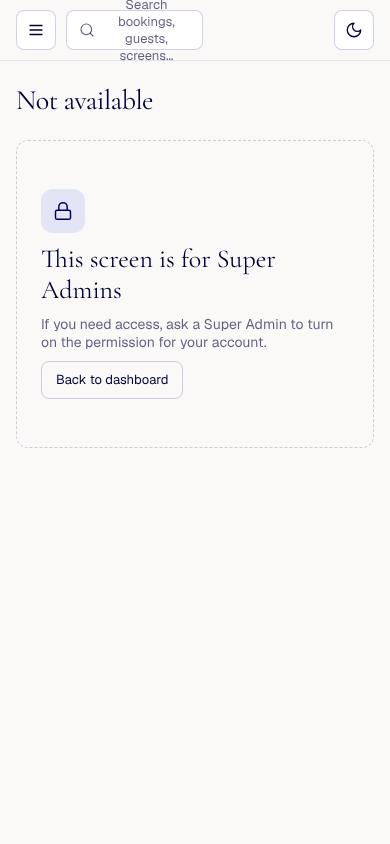 Search
bookings,
guests,
screens…
Not available
This screen is for Super
Admins
If you need access, ask a Super Admin to turn
on the permission for your account.
Back to dashboard